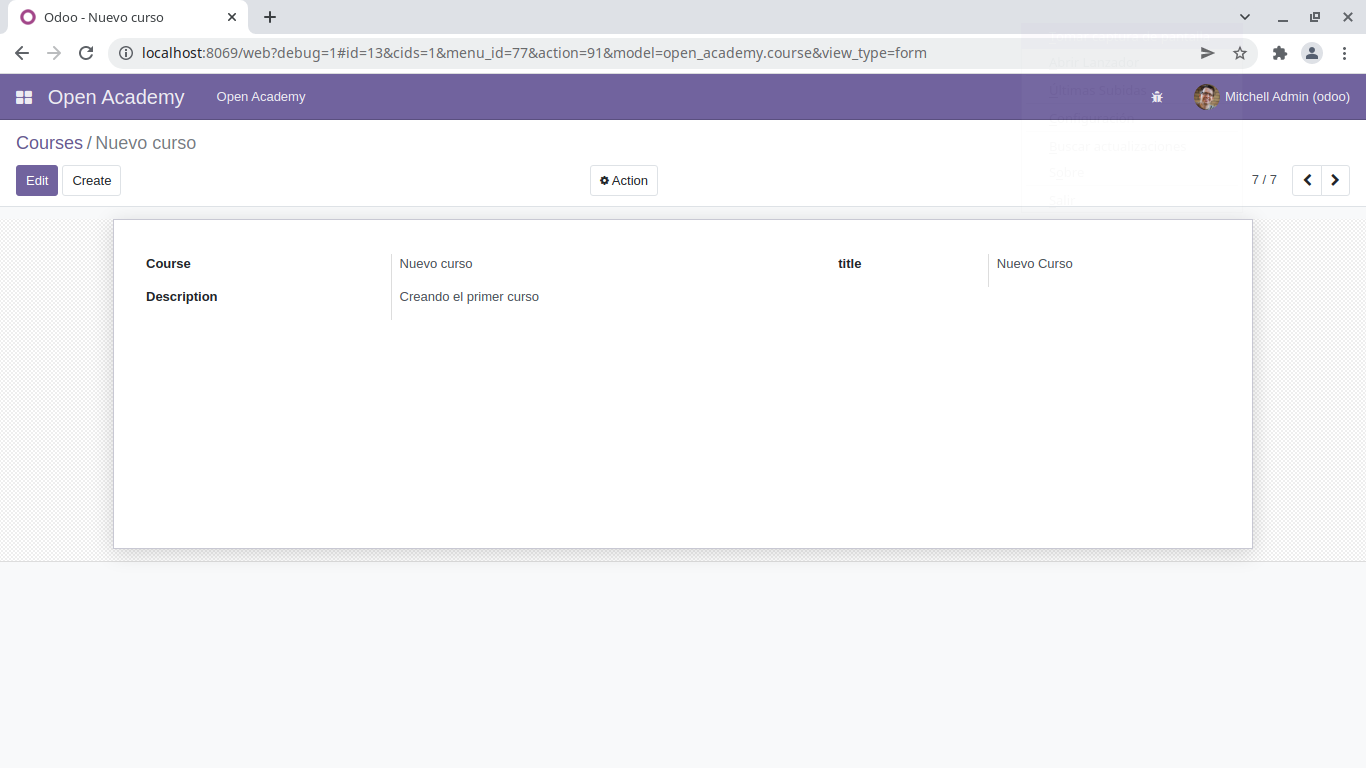 Odoo - Nuevo curso
localhost:8069/web?debug=1#id=13&cids=1&menu_id=77&action=91&model=open_academy.course&view_type=form
Open Academy Open Academy Mitchell Admin (odoo)
Courses / Nuevo curso
Edit Create Action 7 / 7
Course Nuevo curso title Nuevo Curso
Description Creando el primer curso